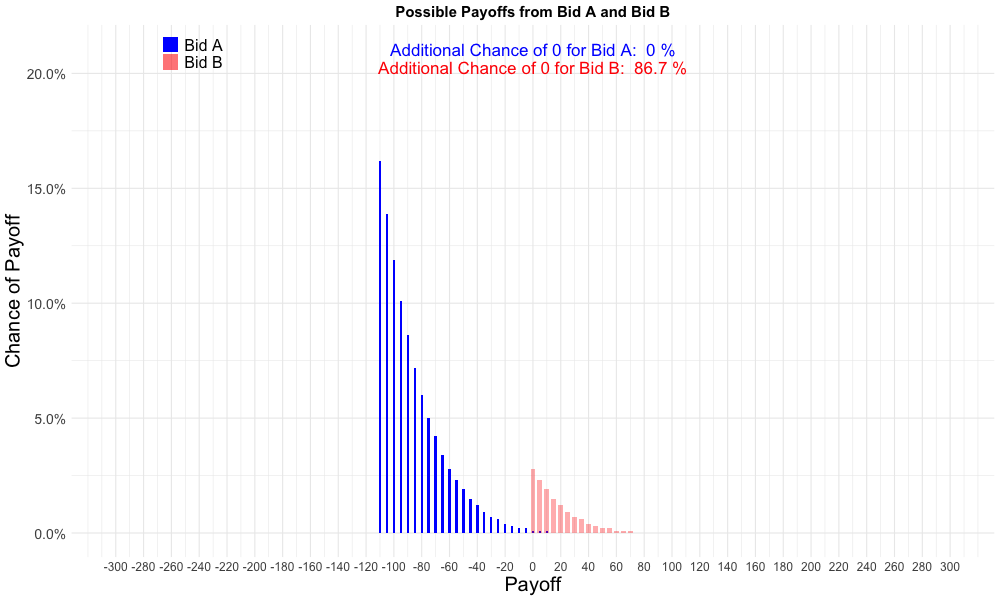 Possible Payoffs from Bid A and Bid B
Bid A
Bid B
Additional Chance of 0 for Bid A:  0 %
Additional Chance of 0 for Bid B:  86.7 %
Chance of Payoff
20.0%
15.0%
10.0%
5.0%
0.0%
-300 -280 -260 -240 -220 -200 -180 -160 -140 -120 -100 -80 -60 -40 -20 0 20 40 60 80 100 120 140 160 180 200 220 240 260 280 300
Payoff